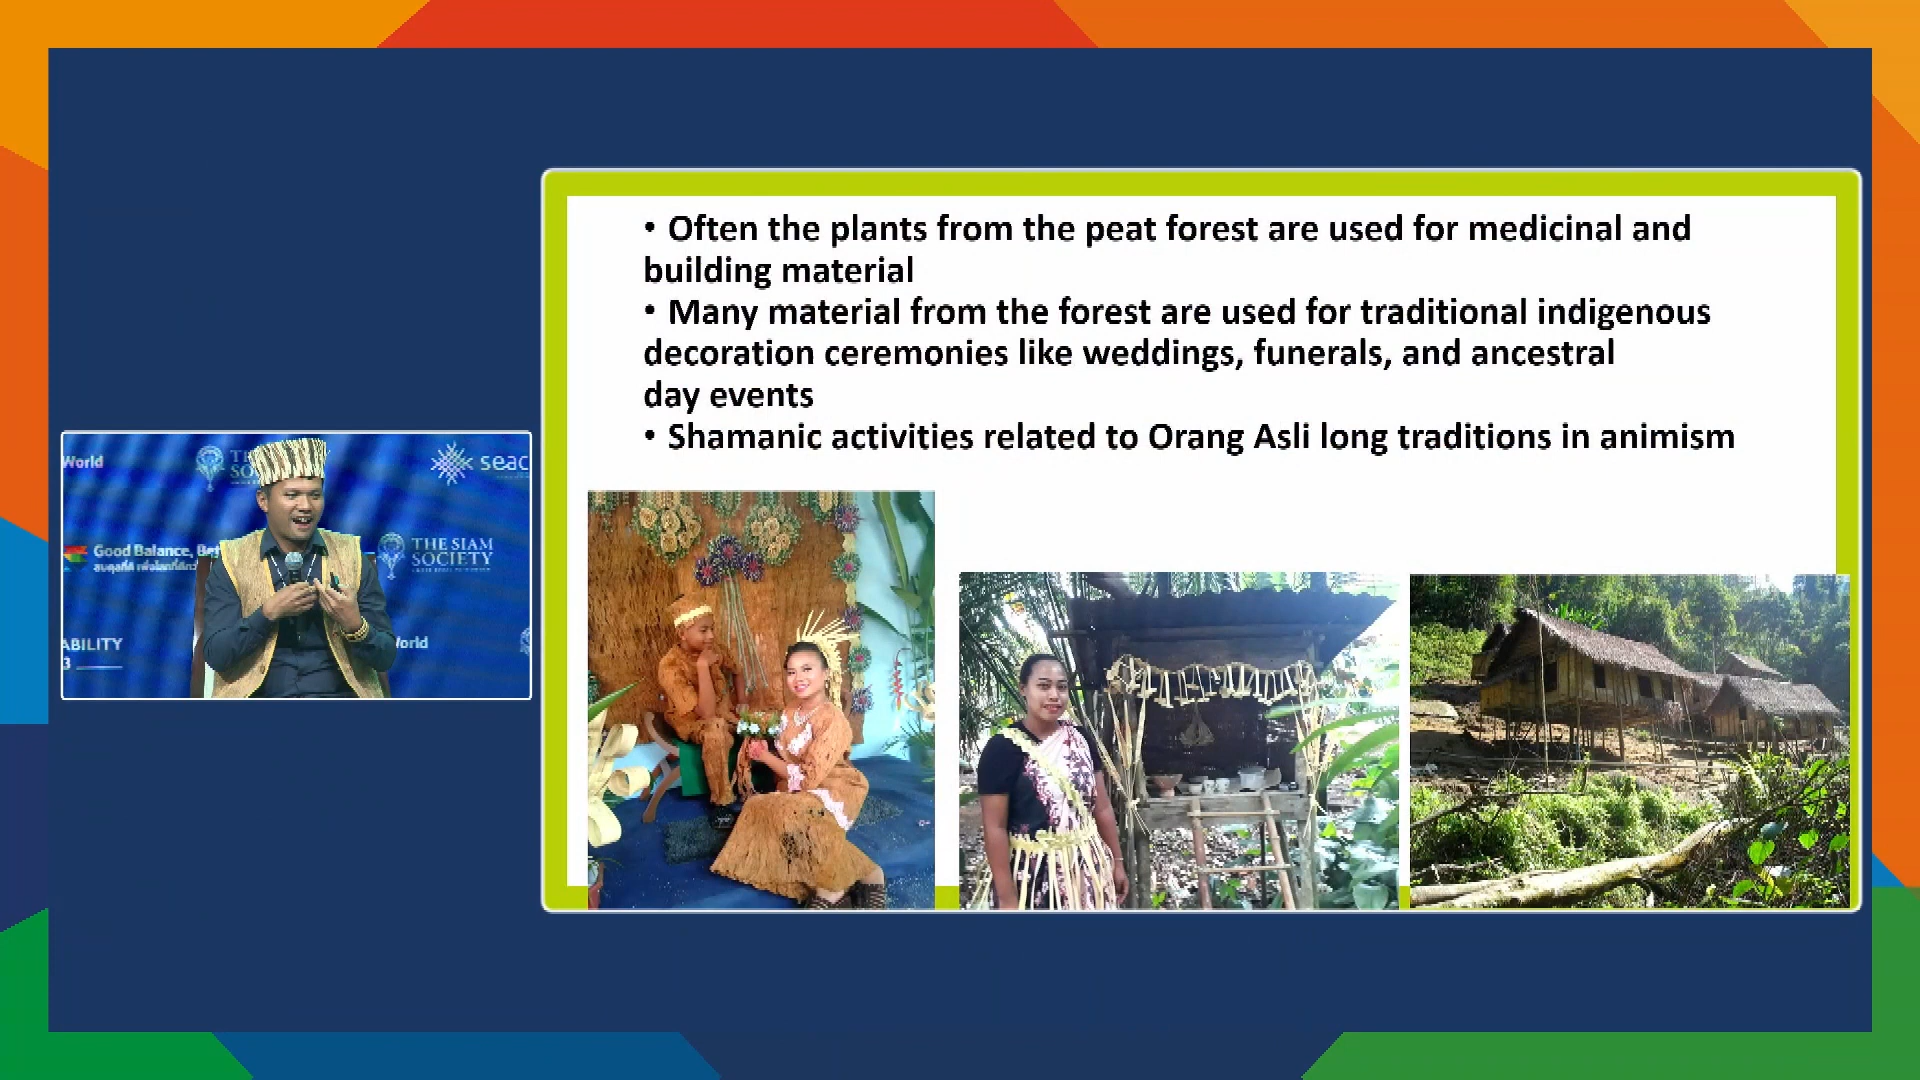 • Often the plants from the peat forest are used for medicinal and
building material
• Many material from the forest are used for traditional indigenous
decoration ceremonies like weddings, funerals, and ancestral
day events
• Shamanic activities related to Orang Asli long traditions in animism
World
seac
Good Balance,
THE SIAM
SOCIETY
ABILITY
3